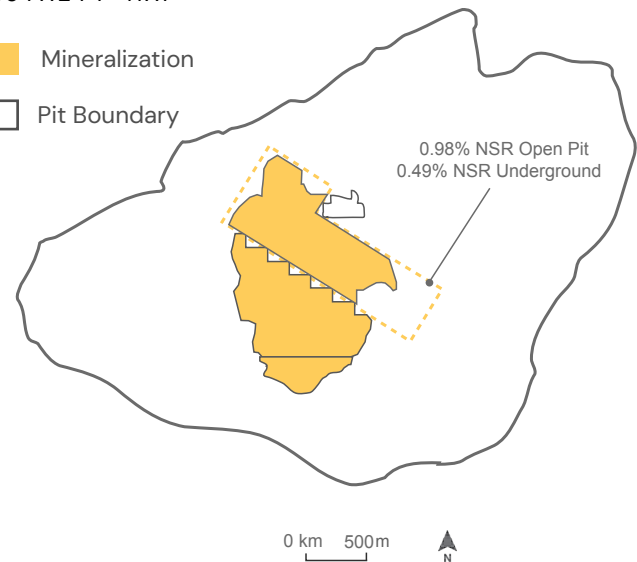 Mineralization
Pit Boundary
0.98% NSR Open Pit
0.49% NSR Underground
0 km 500m
N